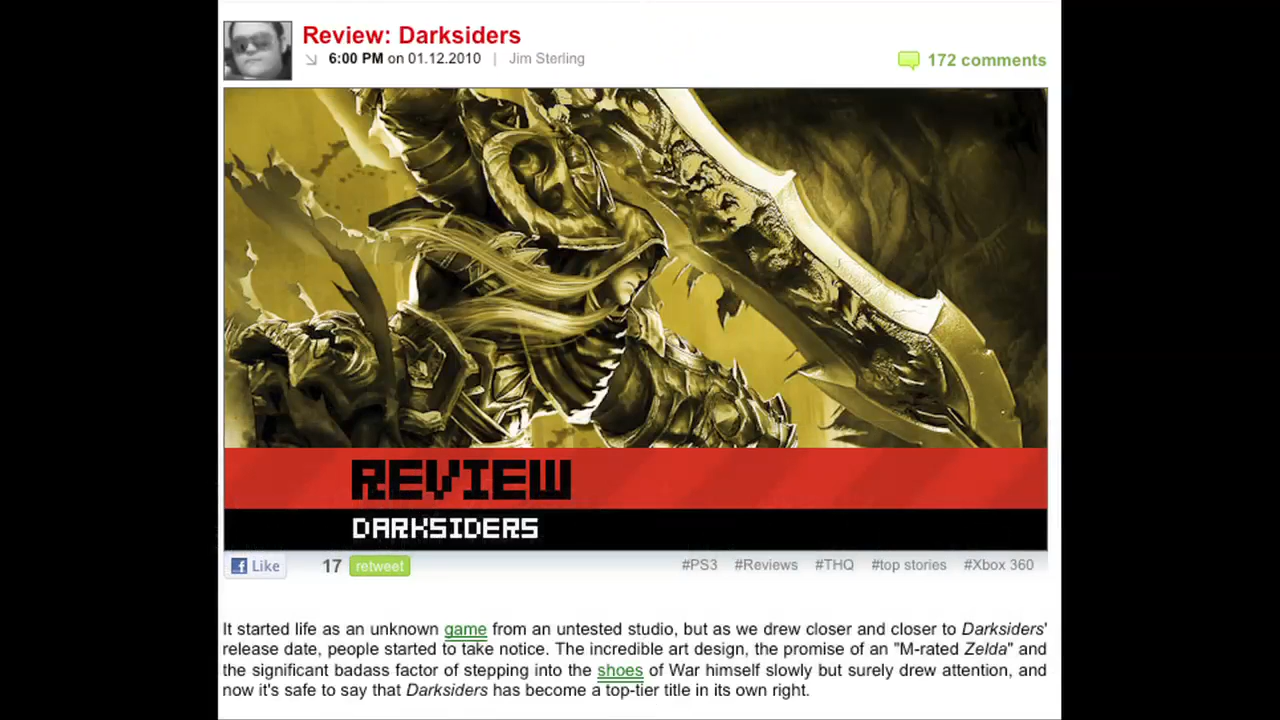 Review: Darksiders
6:00 PM on 01.12.2010 | Jim Sterling
172 comments
REVIEW
DARKSIDERS
Like 17 retweet #PS3 #Reviews #THQ #top stories #Xbox 360
It started life as an unknown game from an untested studio, but as we drew closer and closer to Darksiders'
release date, people started to take notice. The incredible art design, the promise of an "M-rated Zelda" and
the significant badass factor of stepping into the shoes of War himself slowly but surely drew attention, and
now it's safe to say that Darksiders has become a top-tier title in its own right.